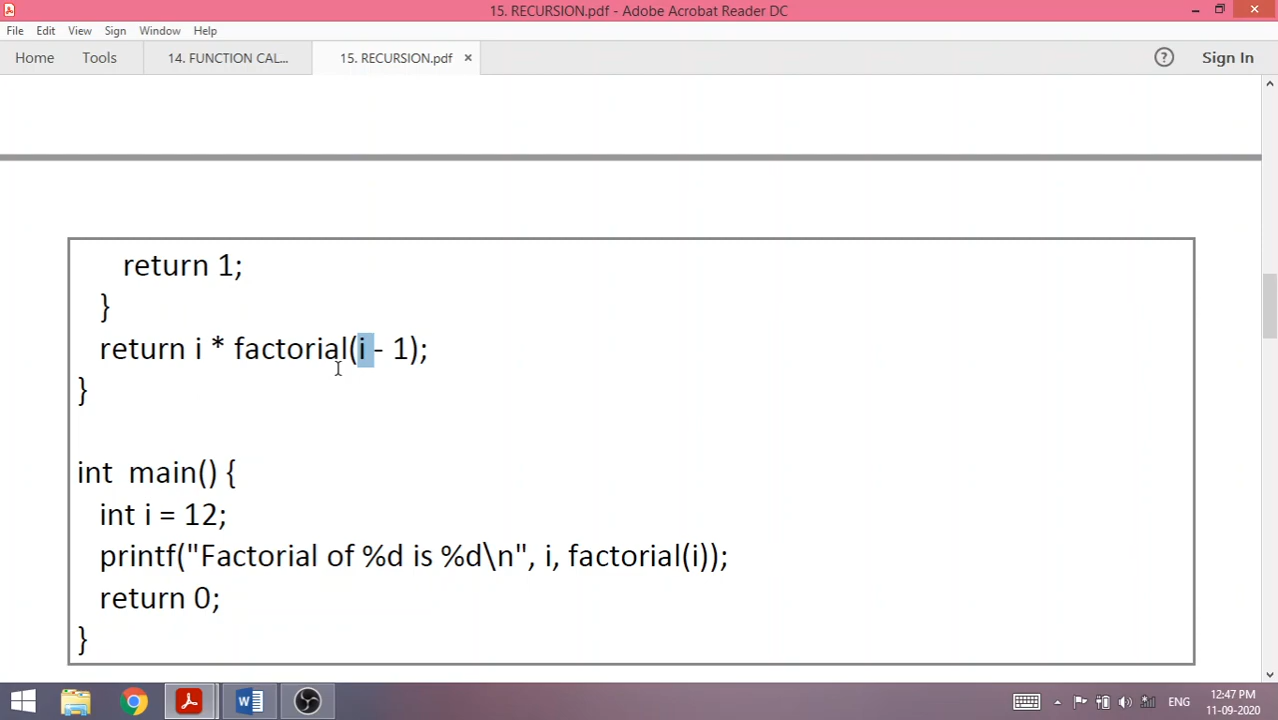 15. RECURSION.pdf - Adobe Acrobat Reader DC
File Edit View Sign Window Help
Home Tools 14. FUNCTION CAL... 15. RECURSION.pdf × ? Sign In
return 1;
}
return i * factorial(i - 1);
}
int main() {
int i = 12;
printf("Factorial of %d is %d\n", i, factorial(i));
return 0;
}
ENG
12:47 PM
11-09-2020